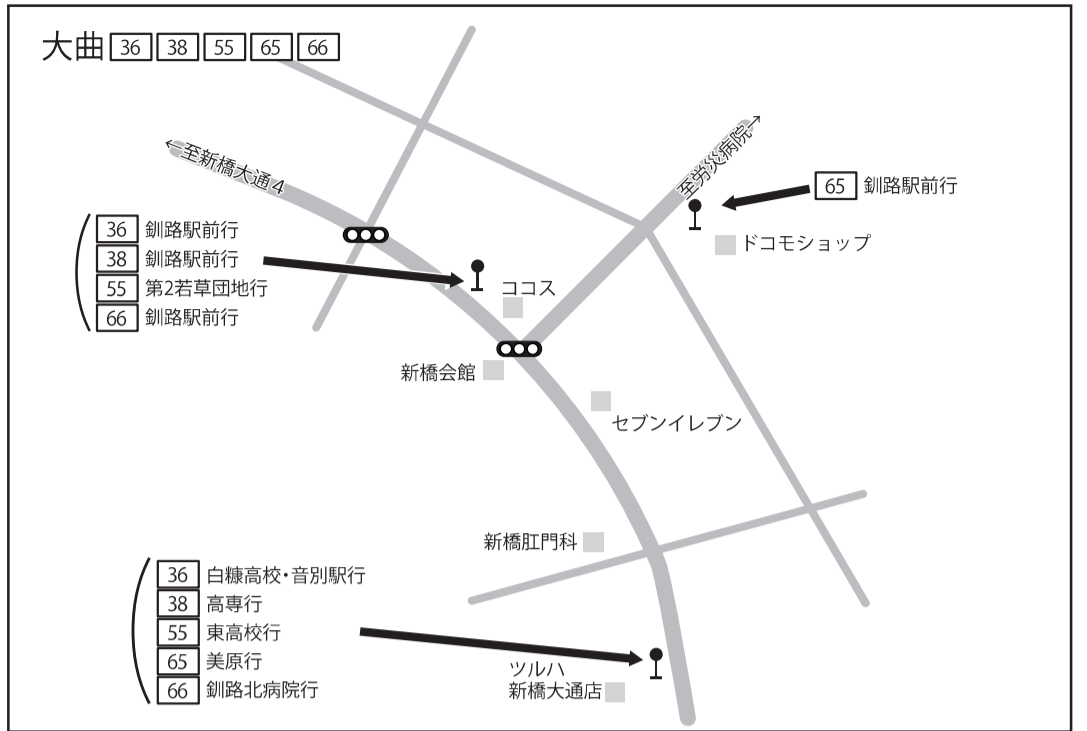 大曲 36 38 55 65 66
←至新橋大通4
至労災病院→
65 釧路駅前行
ドコモショップ
36 釧路駅前行
38 釧路駅前行
55 第2若草団地行
66 釧路駅前行
ココス
新橋会館
セブンイレブン
新橋肛門科
36 白糠高校・音別駅行
38 高専行
55 東高校行
65 美原行
66 釧路北病院行
ツルハ
新橋大通店